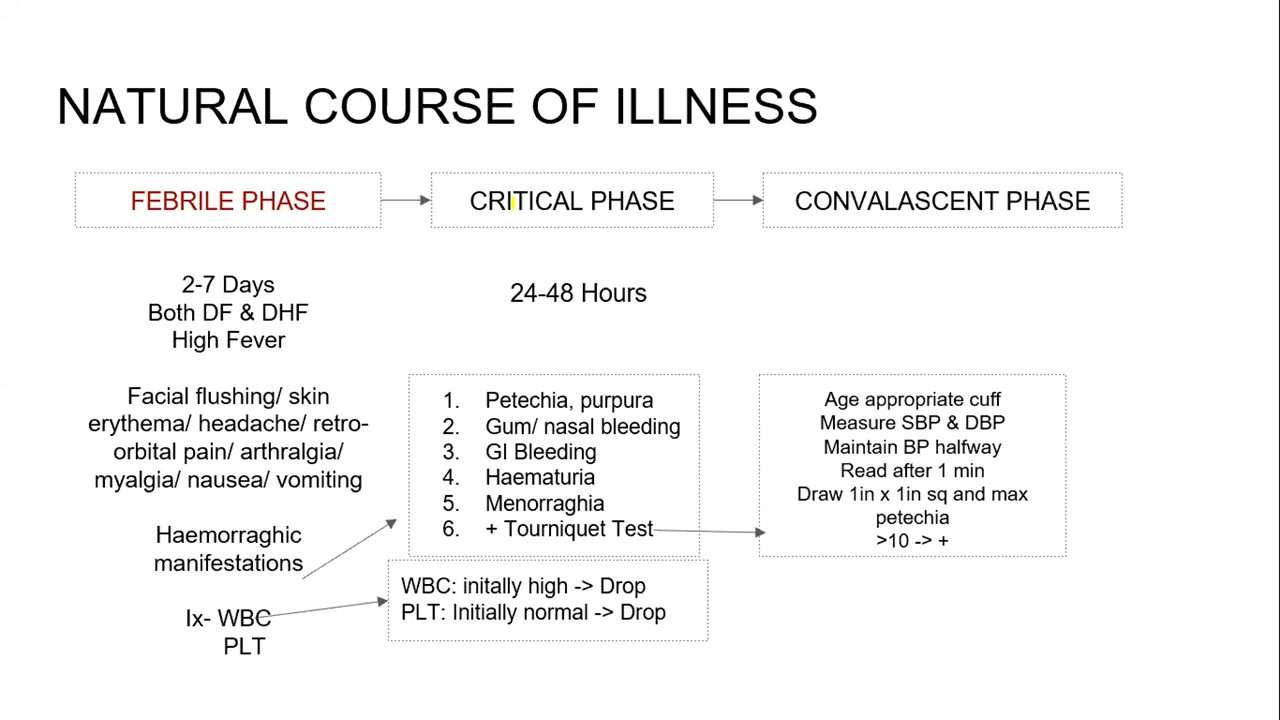 NATURAL COURSE OF ILLNESS
FEBRILE PHASE
CRITICAL PHASE
CONVALASCENT PHASE
2-7 Days
Both DF & DHF
High Fever
24-48 Hours
Facial flushing/ skin
erythema/ headache/ retro-
orbital pain/ arthralgia/
myalgia/ nausea/ vomiting
Haemorraghic
manifestations
Ix- WBC
PLT
1. Petechia, purpura
2. Gum/ nasal bleeding
3. GI Bleeding
4. Haematuria
5. Menorraghia
6. + Tourniquet Test
WBC: initally high -> Drop
PLT: Initially normal -> Drop
Age appropriate cuff
Measure SBP & DBP
Maintain BP halfway
Read after 1 min
Draw 1in x 1in sq and max
petechia
>10 -> +